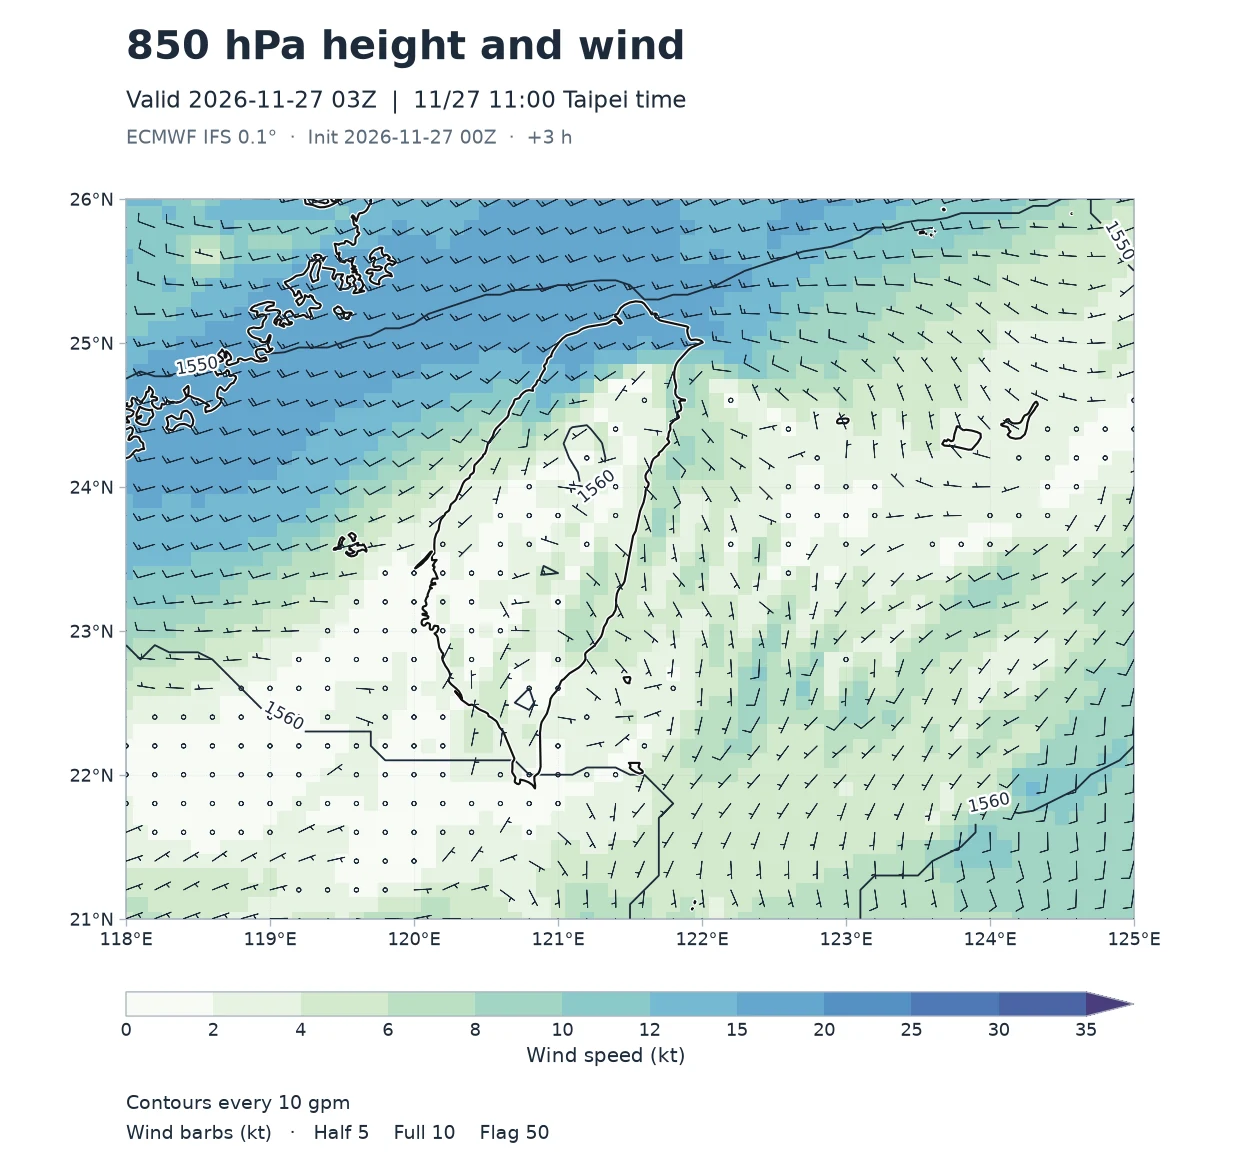 850 hPa height and wind
Valid 2026-11-27 03Z | 11/27 11:00 Taipei time
ECMWF IFS 0.1° · Init 2026-11-27 00Z · +3 h
26°N
25°N
24°N
23°N
22°N
21°N
1550
1550
1560
1560
1560
118°E 119°E 120°E 121°E 122°E 123°E 124°E 125°E
0 2 4 6 8 10 12 15 20 25 30 35
Wind speed (kt)
Contours every 10 gpm
Wind barbs (kt) · Half 5 Full 10 Flag 50